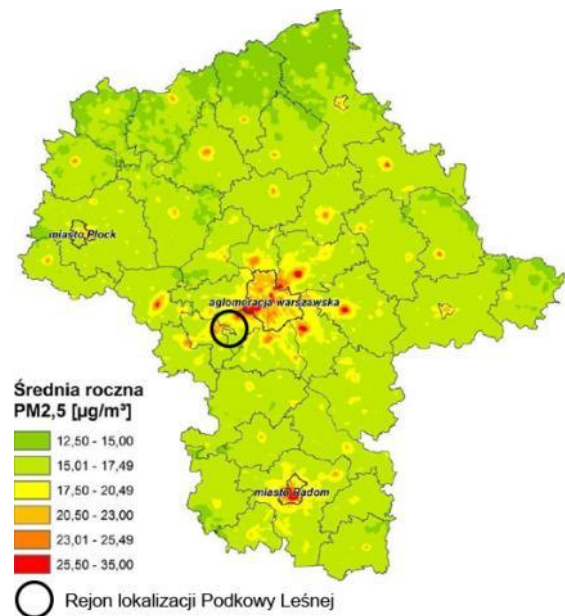 miasto Płock
aglomeracja warszawska
Średnia roczna
PM2,5 [µg/m³]
12,50 - 15,00
15,01 - 17,49
17,50 - 20,49
20,50 - 23,00
23,01 - 25,49
25,50 - 35,00
miasto Radom
Rejon lokalizacji Podkowy Leśnej